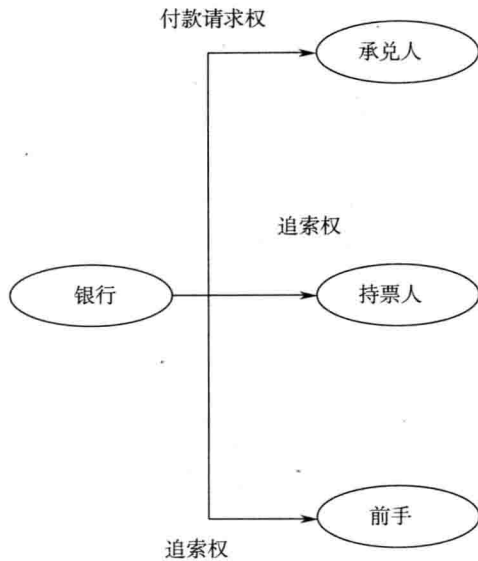 付款请求权
承兑人
追索权
银行
持票人
前手
追索权